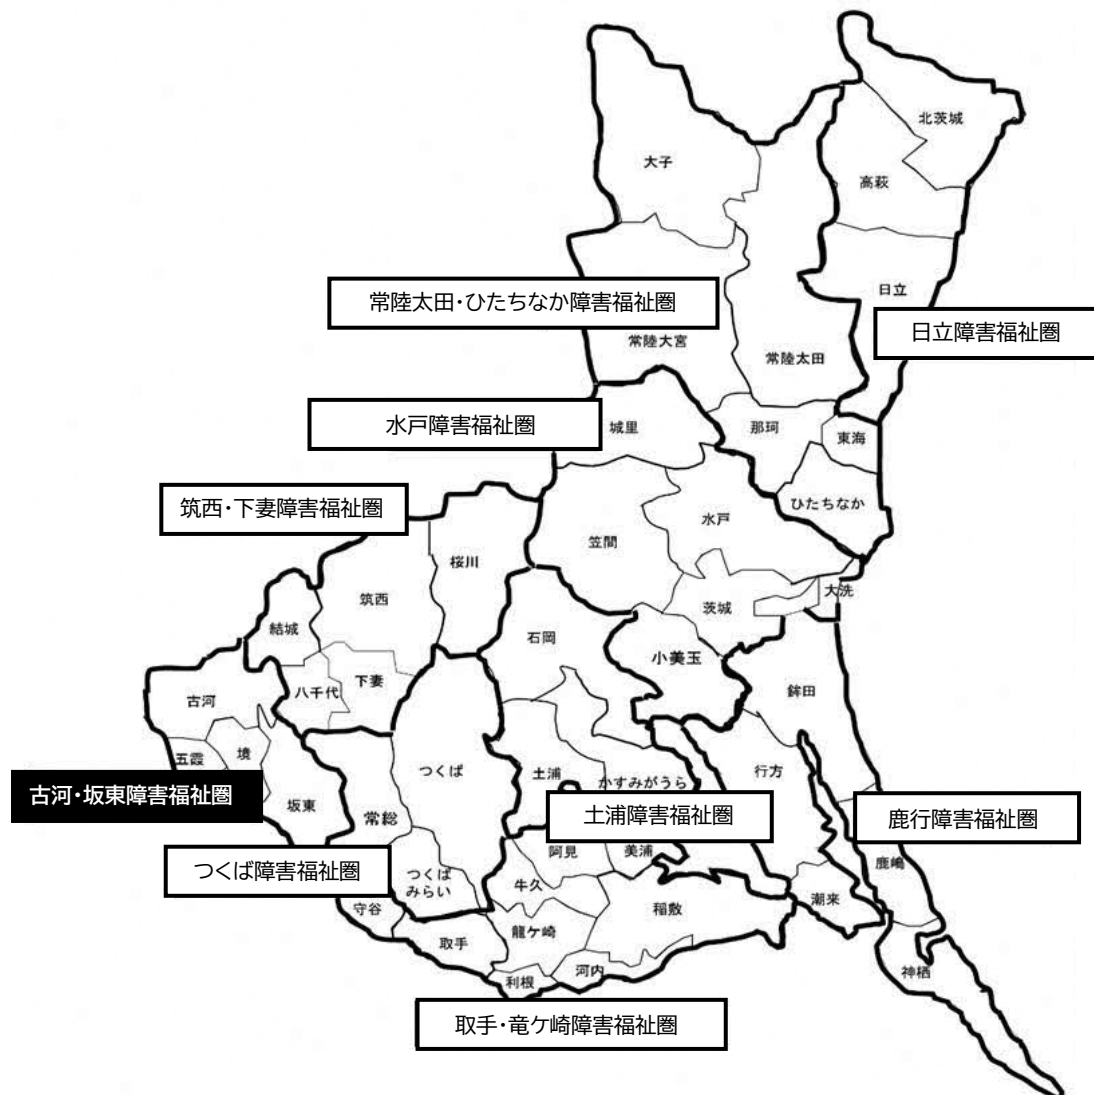 北茨城
大子
高萩
常陸太田・ひたちなか障害福祉圏
日立
日立障害福祉圏
常陸大宮
常陸太田
水戸障害福祉圏
城里
那珂
東海
筑西・下妻障害福祉圏
ひたちなか
水戸
笠間
桜川
大洗
筑西
茨城
結城
石岡
小美玉
下妻
八千代
鉾田
古河
境
五霞
つくば
土浦
行方
かすみがうら
古河・坂東障害福祉圏
坂東
常総
土浦障害福祉圏
鹿行障害福祉圏
阿見
美浦
鹿嶋
つくば障害福祉圏
つくば
みらい
牛久
潮来
守谷
稲敷
龍ケ崎
取手
河内
利根
神栖
取手・竜ケ崎障害福祉圏